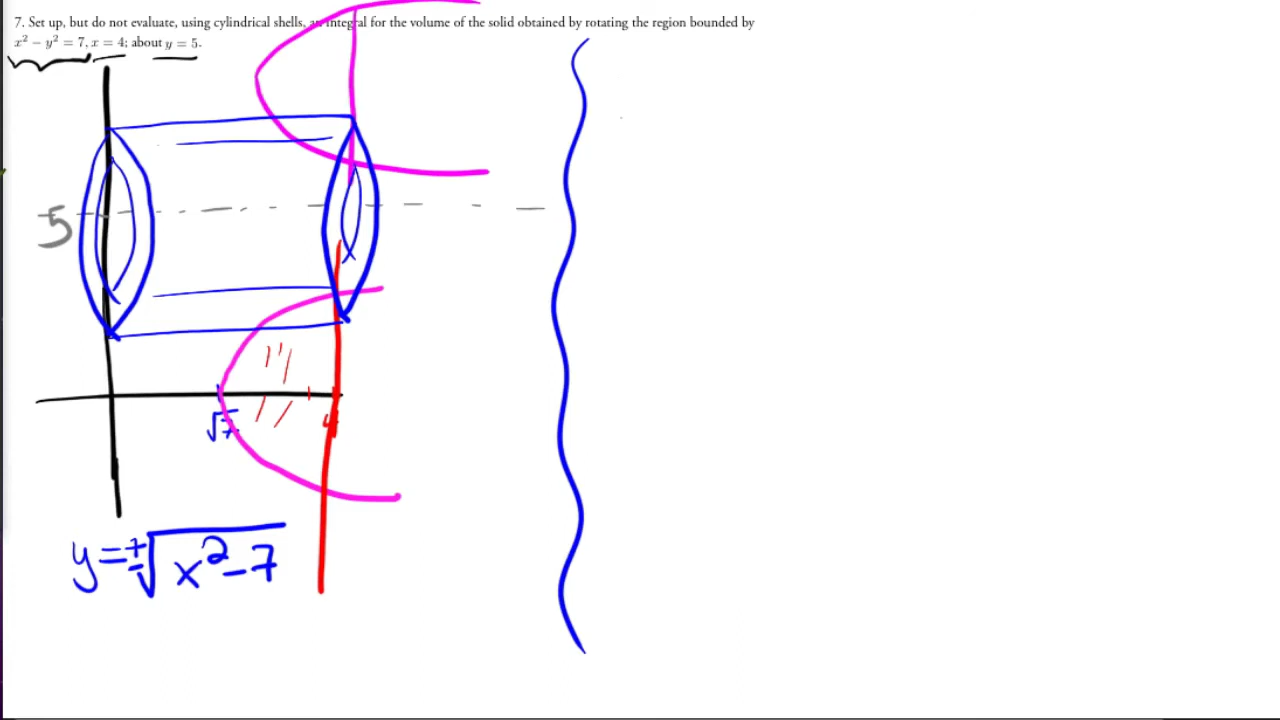 7. Set up, but do not evaluate, using cylindrical shells, an integral for the volume of the solid obtained by rotating the region bounded by
x² − y² = 7, x = 4; about y = 5.
5
√7
4
y=±√x²-7